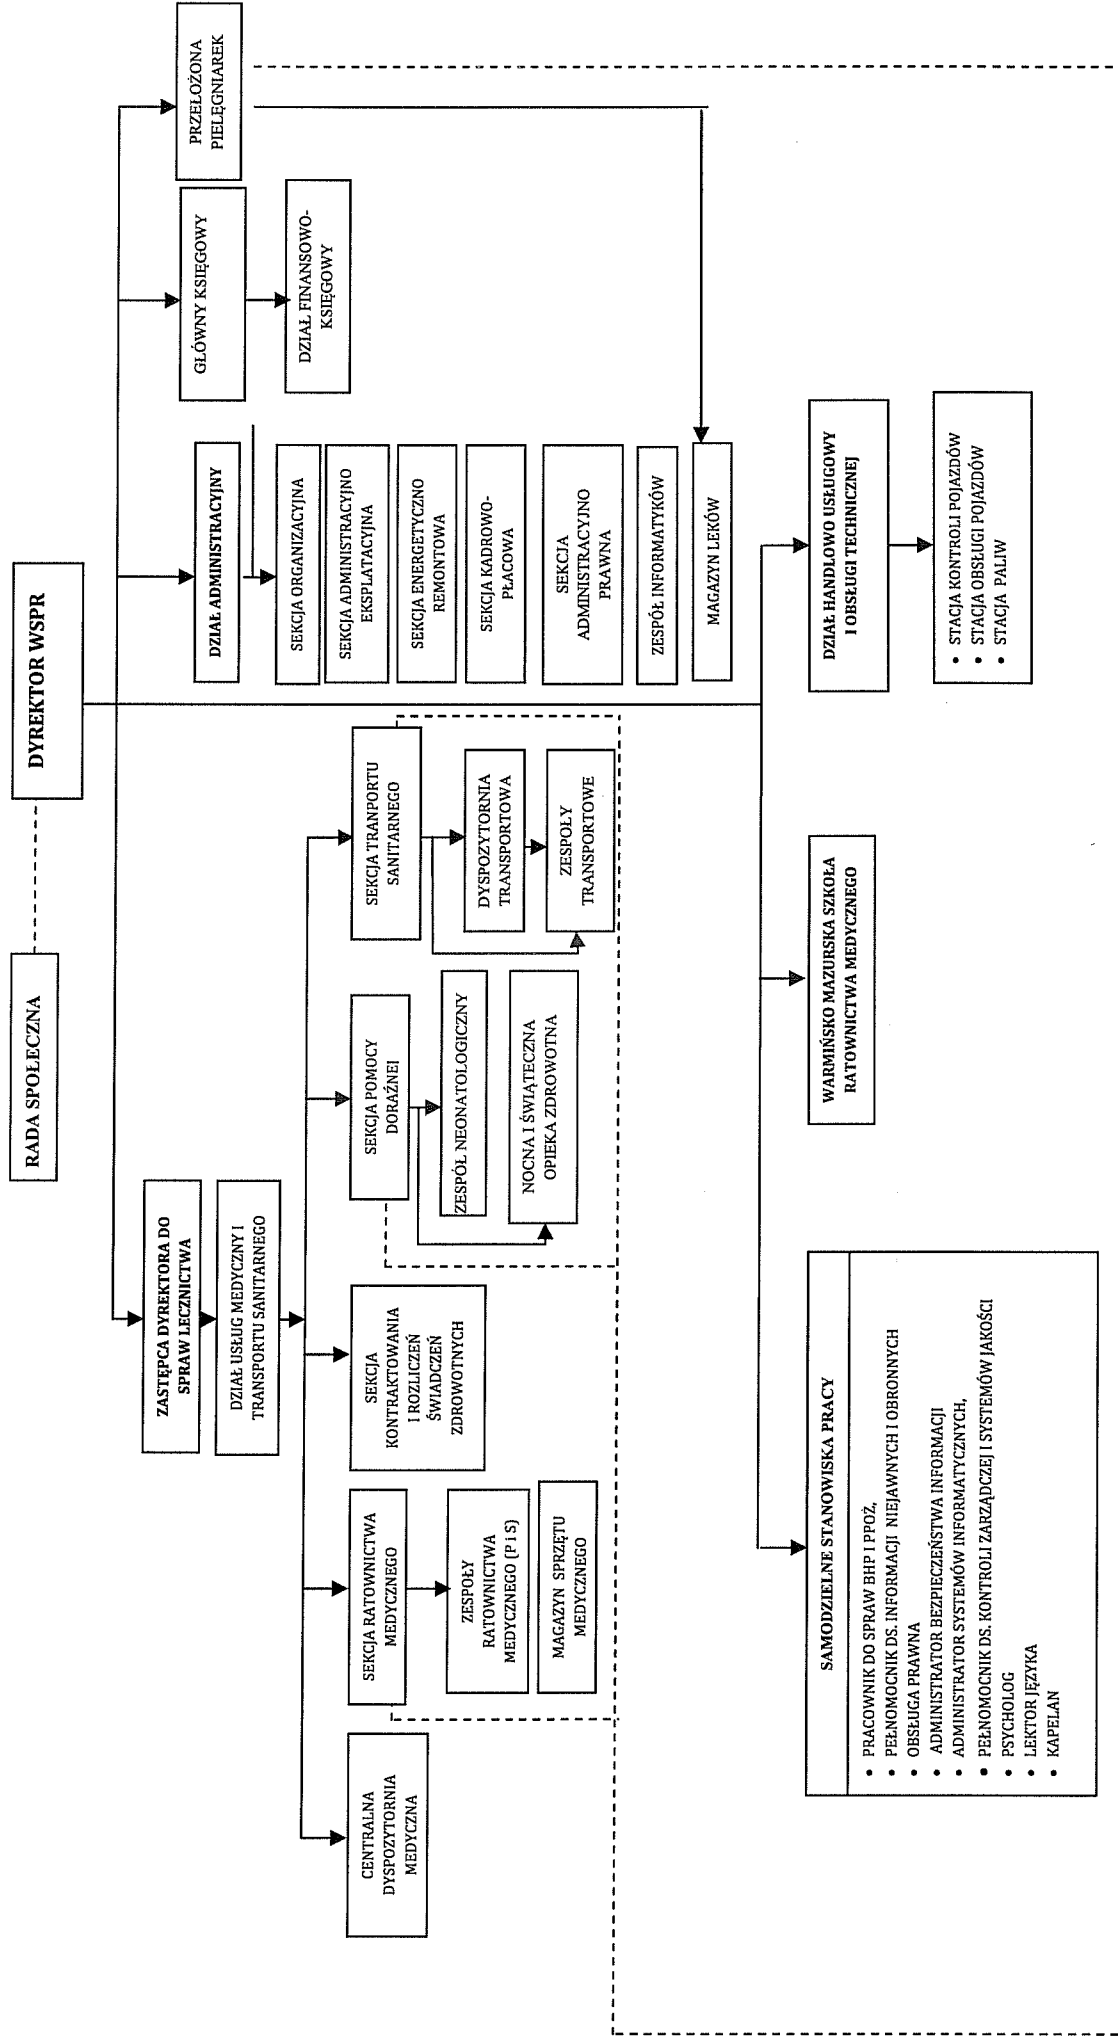 RADA SPOŁECZNA
DYREKTOR WSPR
ZASTĘPCA DYREKTORA DO
SPRAW LECZNICTWA
DZIAŁ USŁUG MEDYCZNY I
TRANSPORTU SANITARNEGO
CENTRALNA
DYSPOZYTORNIA
MEDYCZNA
SEKCJA RATOWNICTWA
MEDYCZNEGO
ZESPOŁY
RATOWNICTWA
MEDYCZNEGO (P i S)
MAGAZYN SPRZĘTU
MEDYCZNEGO
SEKCJA
KONTRAKTOWANIA
I ROZLICZEŃ
ŚWIADCZEŃ
ZDROWOTNYCH
SEKCJA POMOCY
DORAŹNEJ
ZESPÓŁ NEONATOLOGICZNY
NOCNA I ŚWIĄTECZNA
OPIEKA ZDROWOTNA
SEKCJA TRANPORTU
SANITARNEGO
DYSPOZYTORNIA
TRANSPORTOWA
ZESPOŁY
TRANSPORTOWE
DZIAŁ ADMINISTRACYJNY
SEKCJA ORGANIZACYJNA
SEKCJA ADMINISTRACYJNO
EKSPLATACYJNA
SEKCJA ENERGETYCZNO
REMONTOWA
SEKCJA KADROWO-
PŁACOWA
SEKCJA
ADMINISTRACYJNO
PRAWNA
ZESPÓŁ INFORMATYKÓW
MAGAZYN LEKÓW
GŁÓWNY KSIĘGOWY
DZIAŁ FINANSOWO-
KSIĘGOWY
PRZEŁOŻONA
PIELĘGNIAREK
SAMODZIELNE STANOWISKA PRACY
• PRACOWNIK DO SPRAW BHP I PPOŻ,
• PEŁNOMOCNIK DS. INFORMACJI NIEJAWNYCH I OBRONNYCH
• OBSŁUGA PRAWNA
• ADMINISTRATOR BEZPIECZEŃSTWA INFORMACJI
• ADMINISTRATOR SYSTEMÓW INFORMATYCZNYCH,
• PEŁNOMOCNIK DS. KONTROLI ZARZĄDCZEJ I SYSTEMÓW JAKOŚCI
• PSYCHOLOG
• LEKTOR JĘZYKA
• KAPELAN
WARMIŃSKO MAZURSKA SZKOŁA
RATOWNICTWA MEDYCZNEGO
DZIAŁ HANDLOWO USŁUGOWY
I OBSŁUGI TECHNICZNEJ
• STACJA KONTROLI POJAZDÓW
• STACJA OBSŁUGI POJAZDÓW
• STACJA PALIW